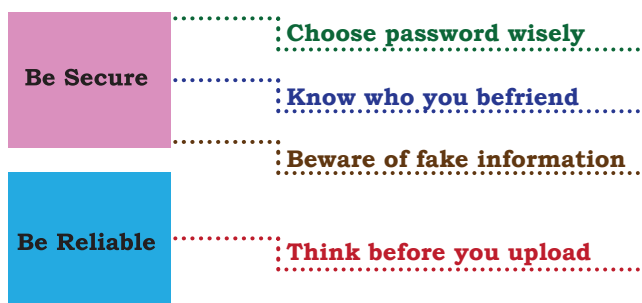 Be Secure
Choose password wisely
Know who you befriend
Beware of fake information
Be Reliable
Think before you upload